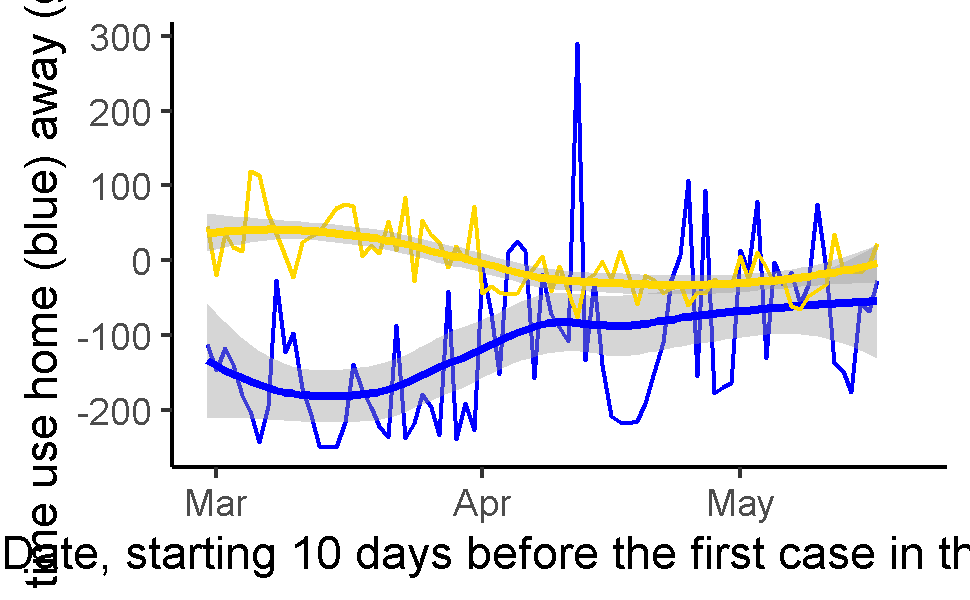 time use home (blue) away (
300
200
100
0
-100
-200
Mar Apr May
Date, starting 10 days before the first case in th